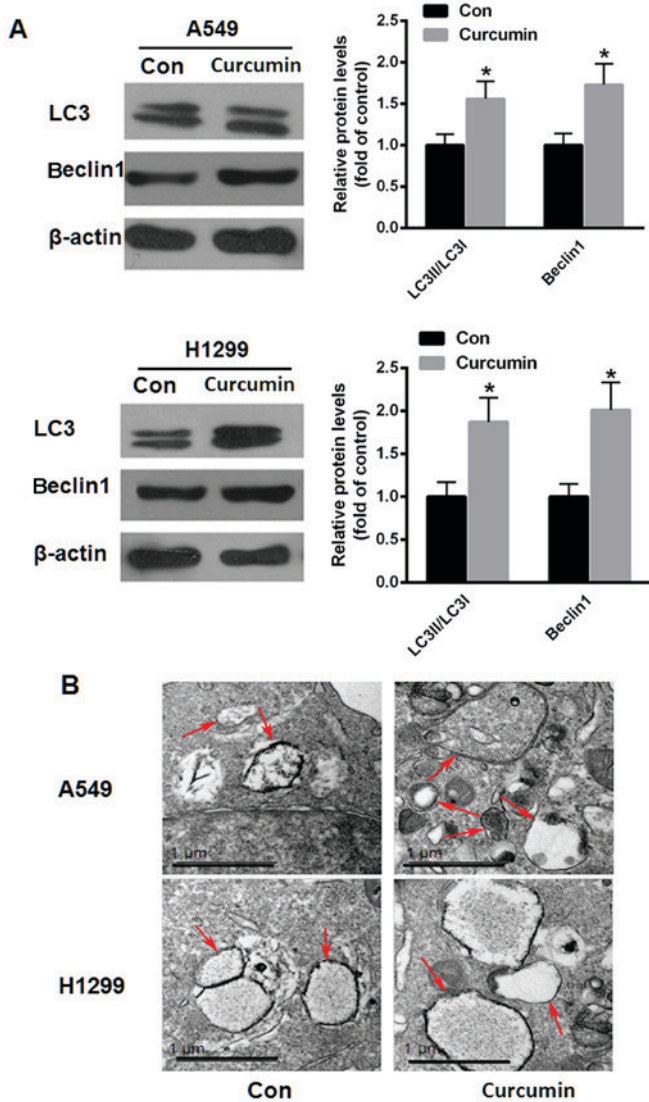 A
A549
Con
Curcumin
LC3
Beclin1
β-actin
Con
Curcumin
Relative protein levels
(fold of control)
2.5
2.0
1.5
1.0
0.5
0.0
*
*
LC3II/LC3I
Beclin1
H1299
Con
Curcumin
LC3
Beclin1
β-actin
Con
Curcumin
Relative protein levels
(fold of control)
2.5
2.0
1.5
1.0
0.5
0.0
*
*
LC3II/LC3I
Beclin1
B
A549
1 µm
1 µm
H1299
1 µm
1 µm
Con
Curcumin